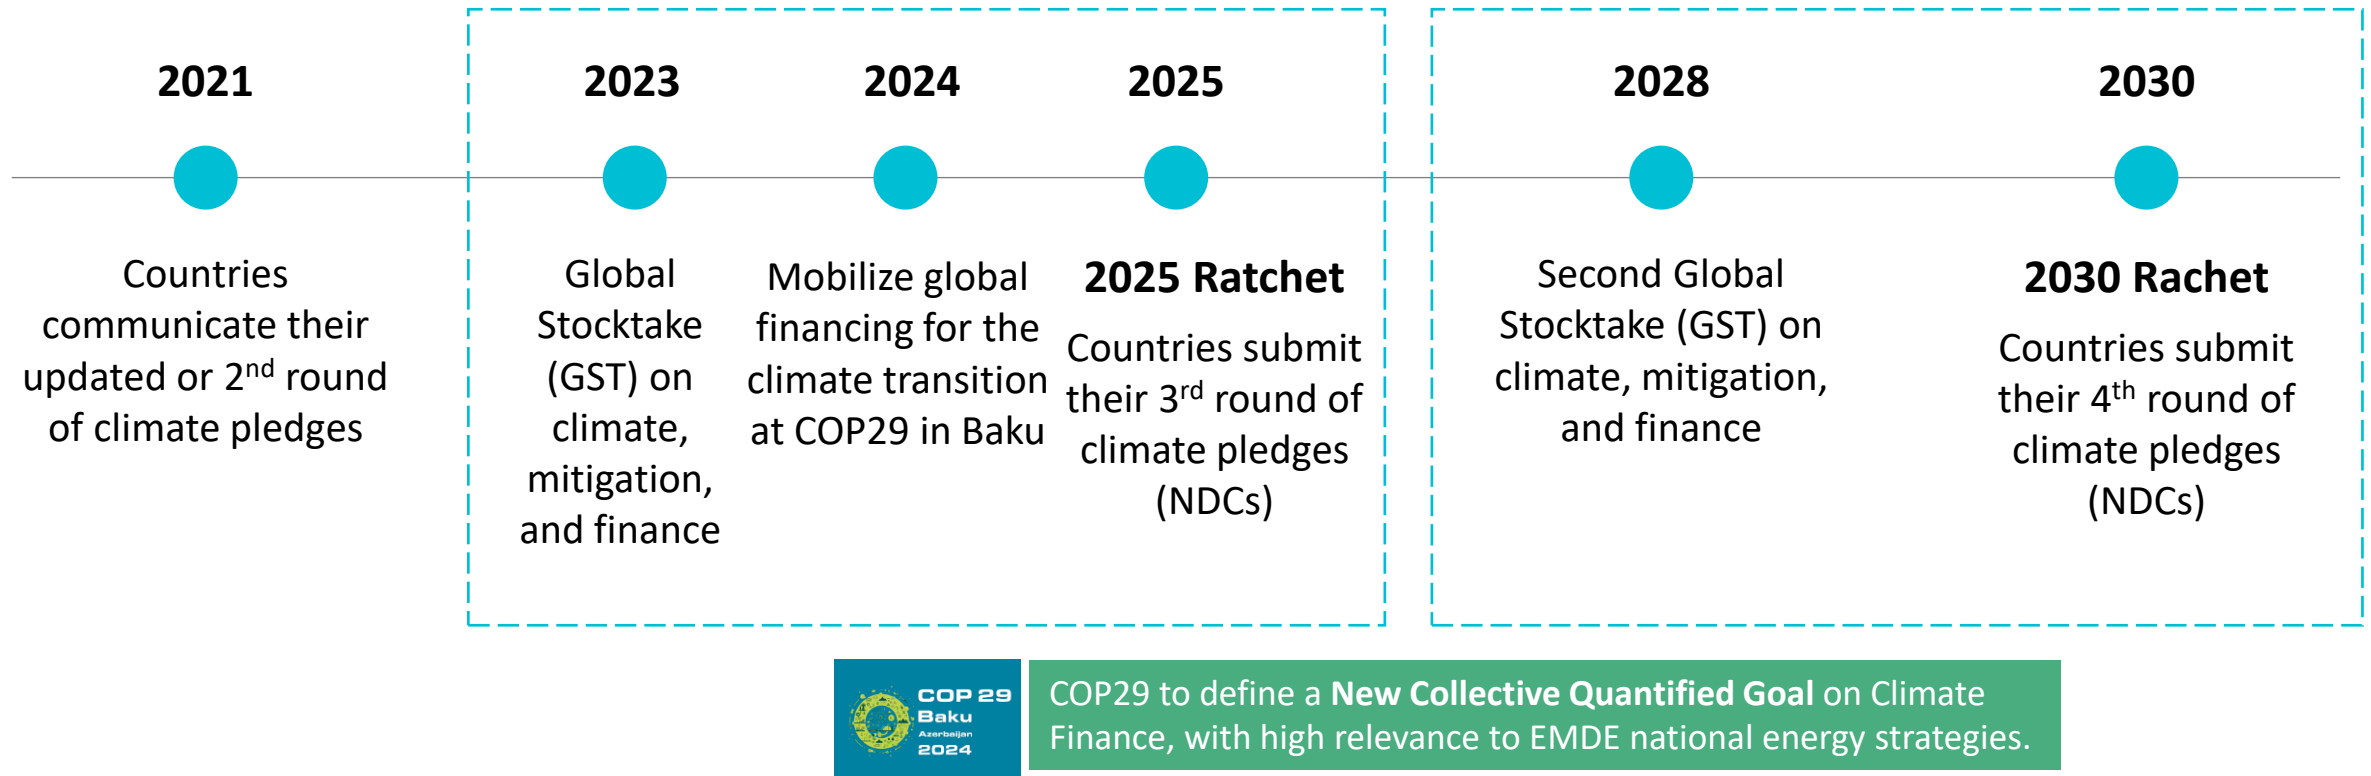 2021
Countries
communicate their
updated or 2nd round
of climate pledges
2023
Global
Stocktake
(GST) on
climate,
mitigation,
and finance
2024
Mobilize global
financing for the
climate transition
at COP29 in Baku
2025
2025 Ratchet
Countries submit
their 3rd round of
climate pledges
(NDCs)
2028
Second Global
Stocktake (GST) on
climate, mitigation,
and finance
2030
2030 Rachet
Countries submit
their 4th round of
climate pledges
(NDCs)
COP 29
Baku
Azerbaijan
2024
COP29 to define a New Collective Quantified Goal on Climate
Finance, with high relevance to EMDE national energy strategies.